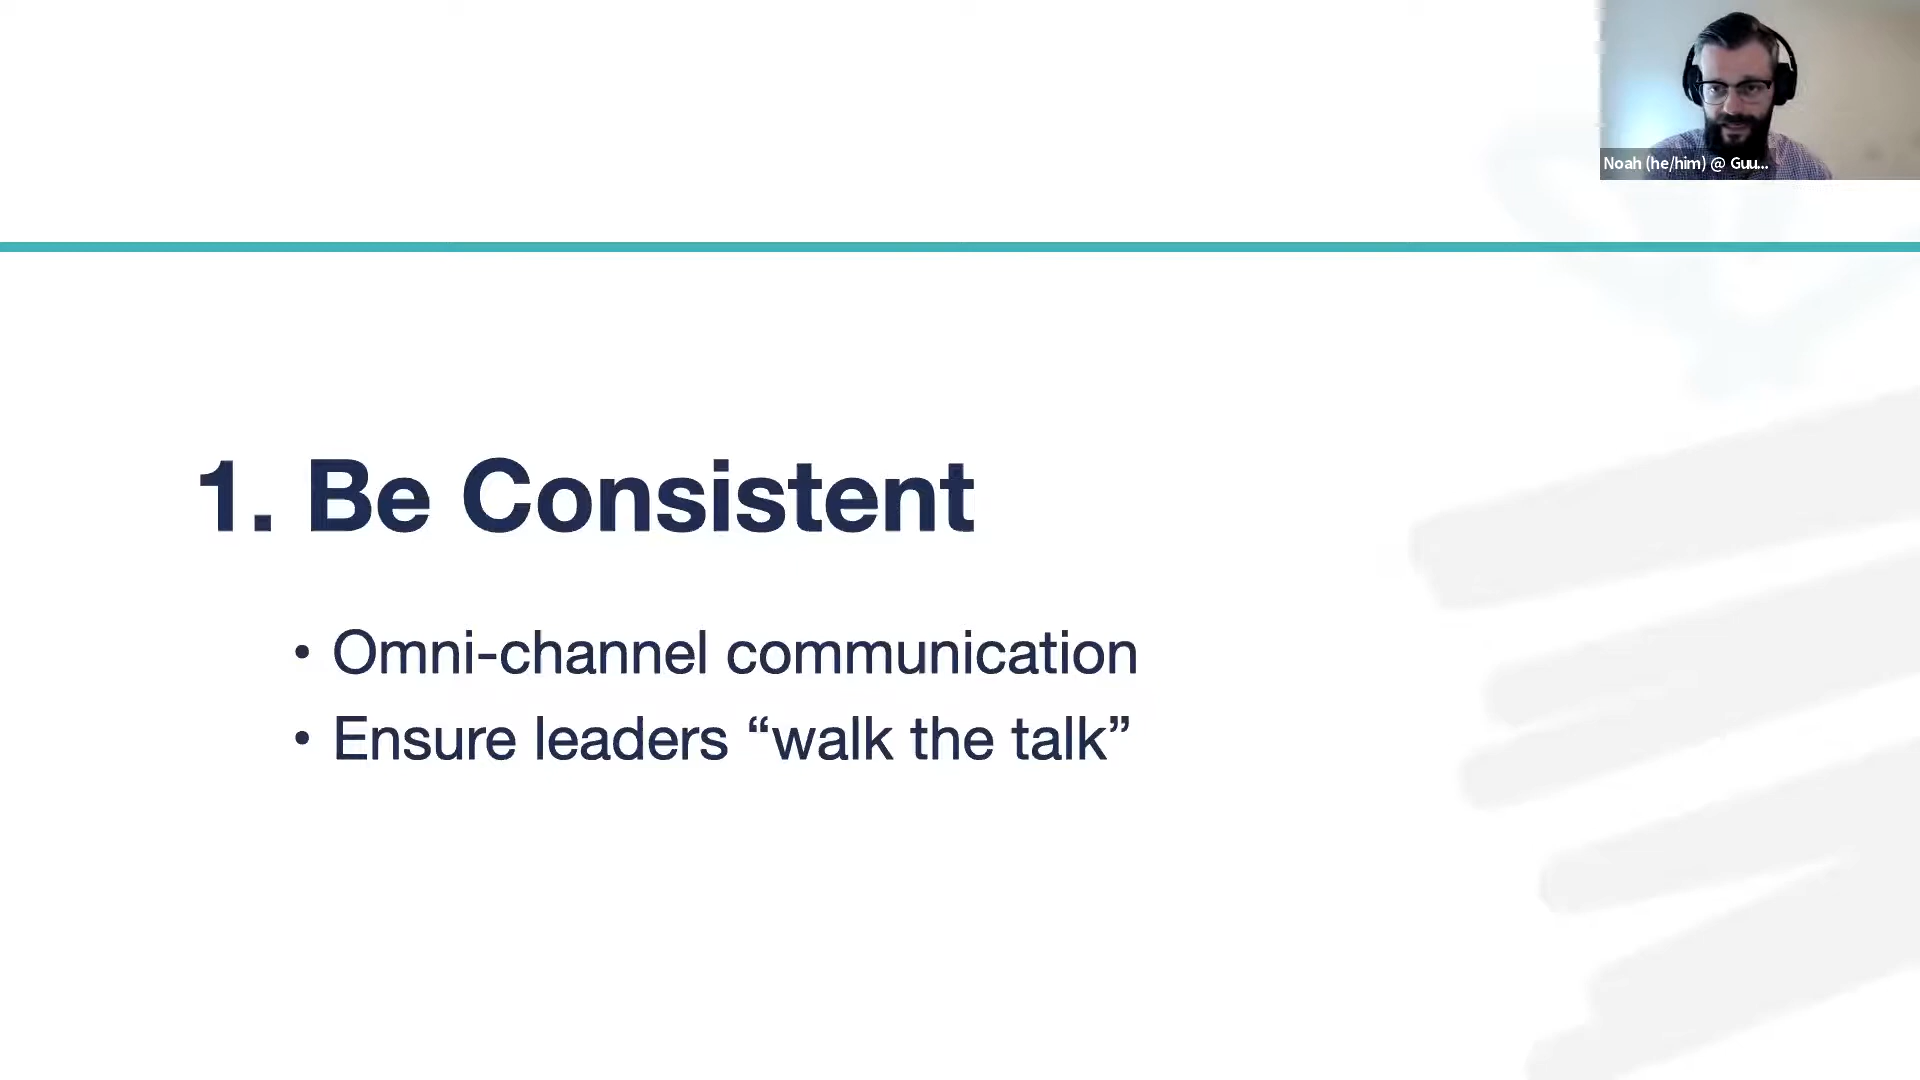 Noah (he/him) @ Guu...
1. Be Consistent
• Omni-channel communication
• Ensure leaders “walk the talk”